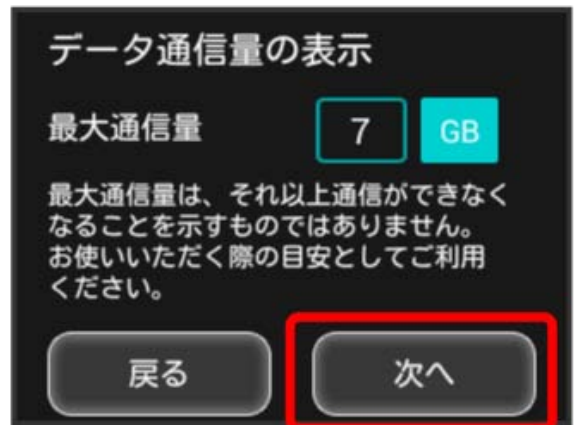 データ通信量の表示
最大通信量 7 GB
最大通信量は、それ以上通信ができなく
なることを示すものではありません。
お使いいただく際の目安としてご利用
ください。
戻る 次へ